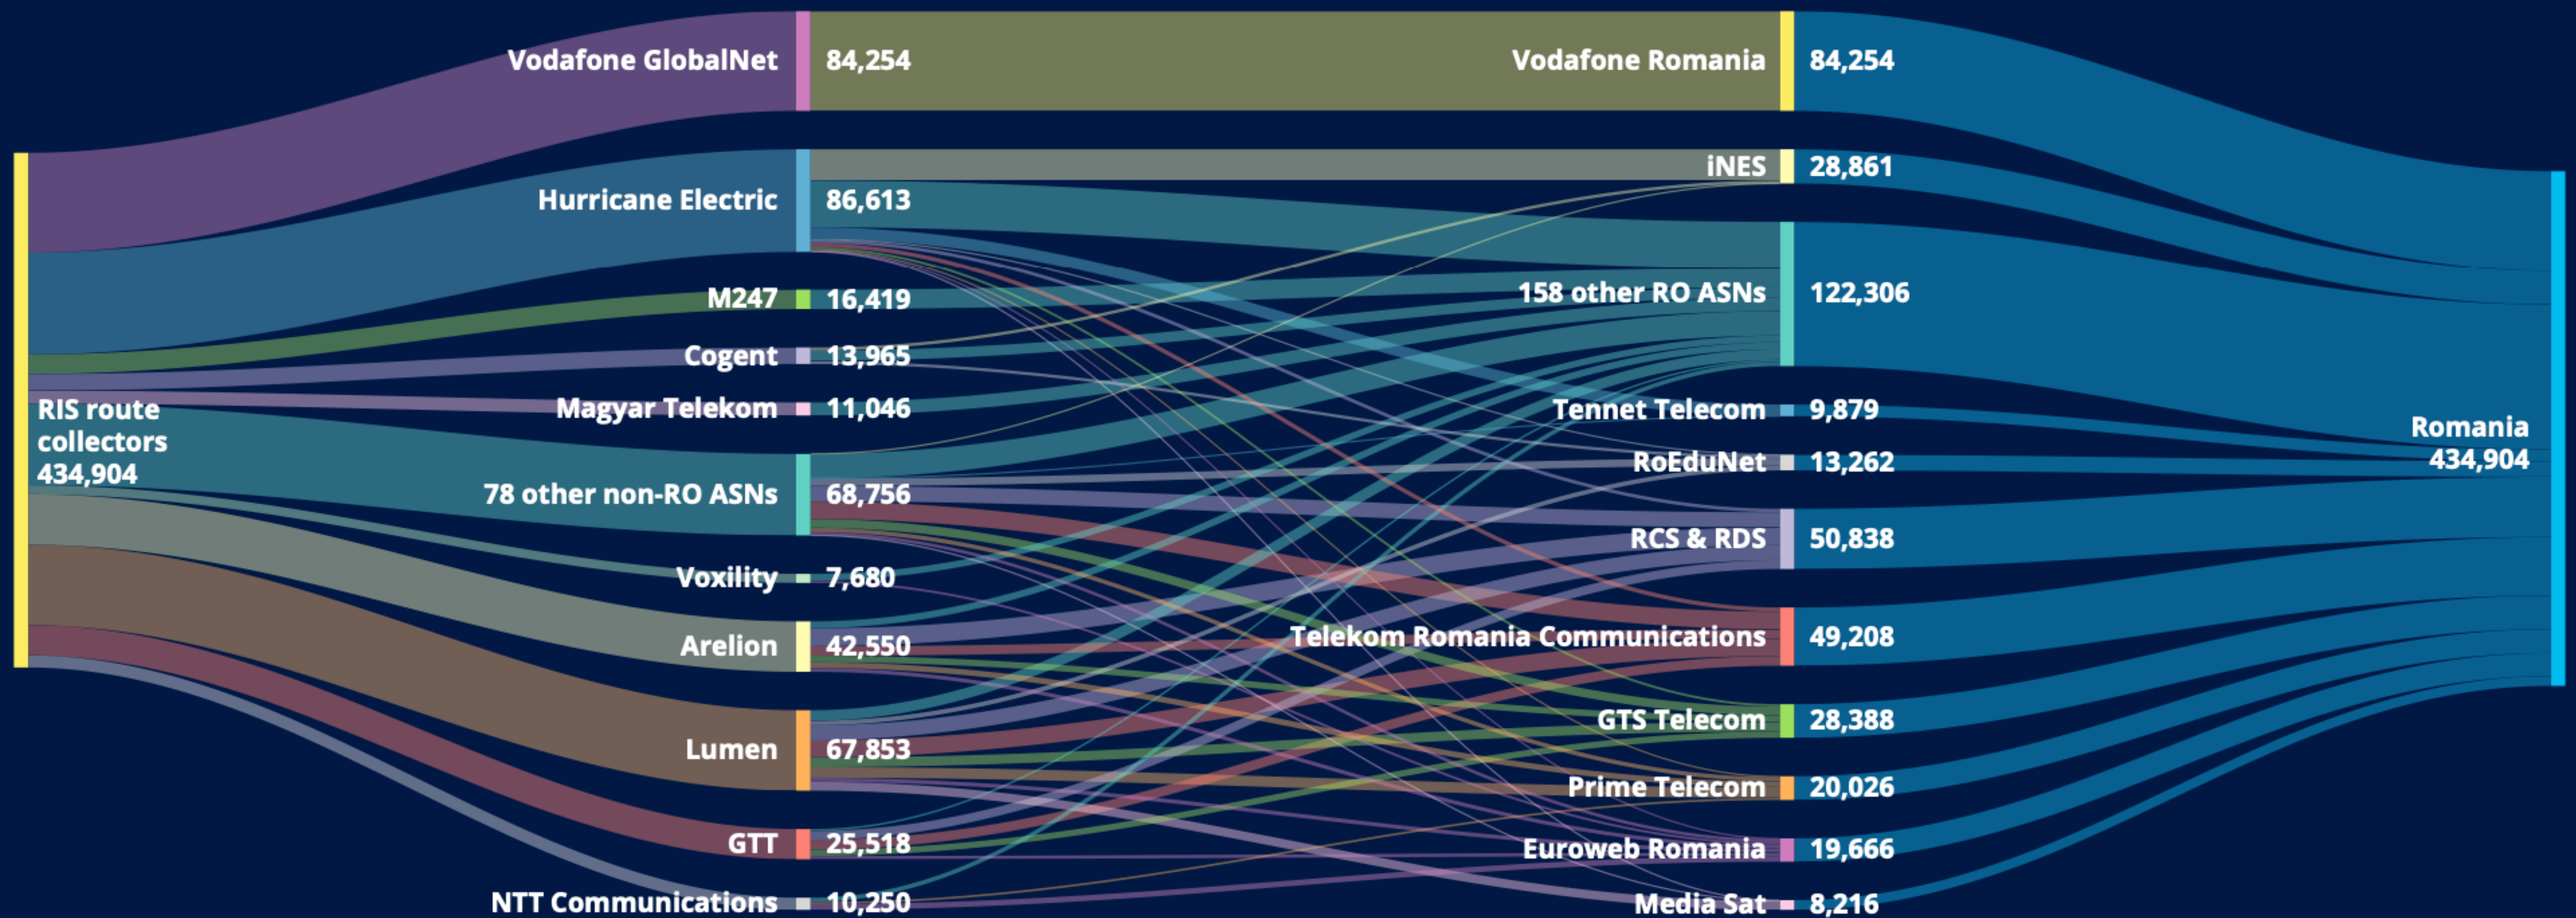 RIS route
collectors
434,904
Vodafone GlobalNet 84,254
Hurricane Electric 86,613
M247 16,419
Cogent 13,965
Magyar Telekom 11,046
78 other non-RO ASNs 68,756
Voxility 7,680
Arelion 42,550
Lumen 67,853
GTT 25,518
NTT Communications 10,250
Vodafone Romania 84,254
iNES 28,861
158 other RO ASNs 122,306
Tennet Telecom 9,879
RoEduNet 13,262
RCS & RDS 50,838
Telekom Romania Communications 49,208
GTS Telecom 28,388
Prime Telecom 20,026
Euroweb Romania 19,666
Media Sat 8,216
Romania
434,904